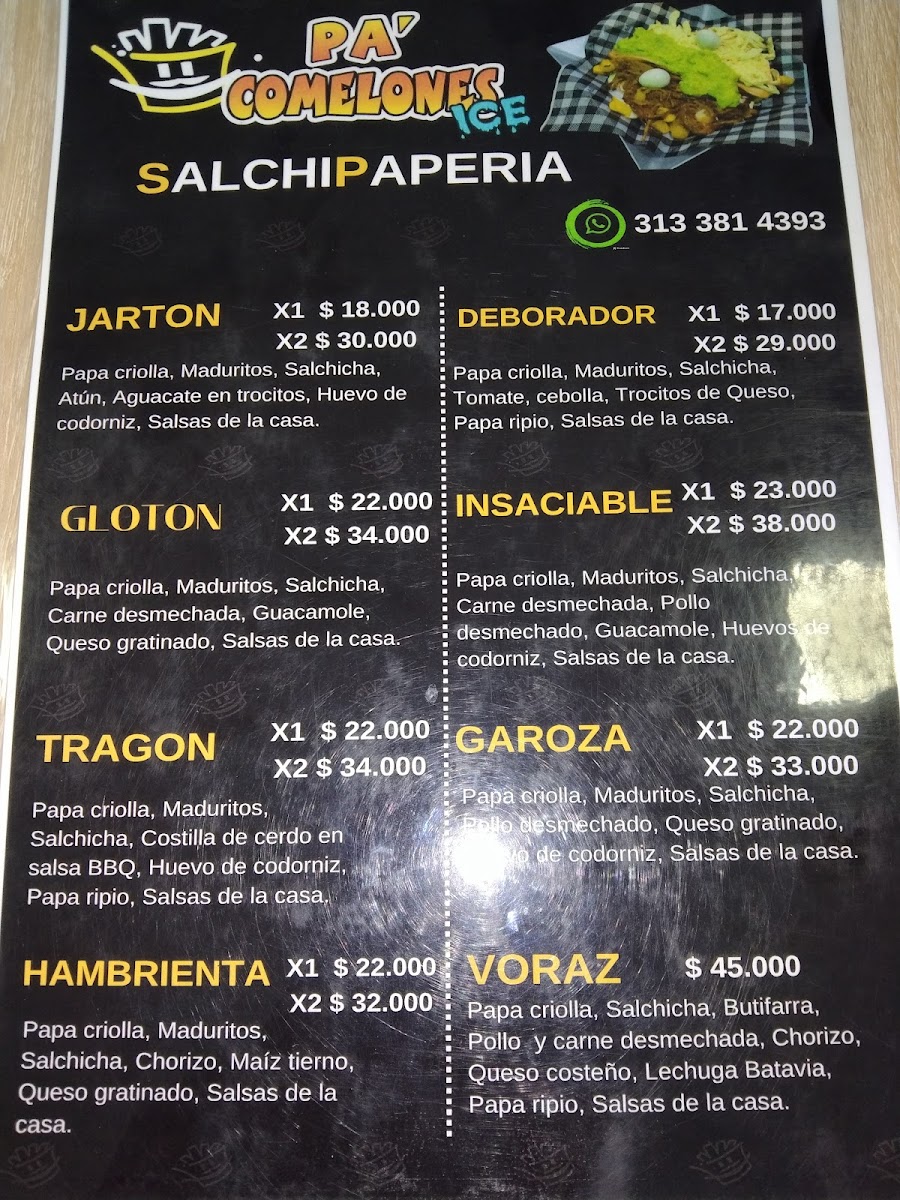 PA'
COMELONES
ICE
SALCHIPAPERIA
313 381 4393
JARTON
X1 $ 18.000
X2 $ 30.000
Papa criolla, Maduritos, Salchicha,
Atún, Aguacate en trocitos, Huevo de
codorniz, Salsas de la casa.
DEBORADOR
X1 $ 17.000
X2 $ 29.000
Papa criolla, Maduritos, Salchicha,
Tomate, cebolla, Trocitos de Queso,
Papa ripio, Salsas de la casa.
GLOTON
X1 $ 22.000
X2 $ 34.000
Papa criolla, Maduritos, Salchicha,
Carne desmechada, Guacamole,
Queso gratinado, Salsas de la casa.
INSACIABLE
X1 $ 23.000
X2 $ 38.000
Papa criolla, Maduritos, Salchicha,
Carne desmechada, Pollo
desmechado, Guacamole, Huevos de
codorniz, Salsas de la casa.
TRAGON
X1 $ 22.000
X2 $ 34.000
Papa criolla, Maduritos,
Salchicha, Costilla de cerdo en
salsa BBQ, Huevo de codorniz,
Papa ripio, Salsas de la casa.
GAROZA
X1 $ 22.000
X2 $ 33.000
Papa criolla, Maduritos, Salchicha,
Pollo desmechado, Queso gratinado,
de codorniz, Salsas de la casa.
HAMBRIENTA
X1 $ 22.000
X2 $ 32.000
Papa criolla, Maduritos,
Salchicha, Chorizo, Maíz tierno,
Queso gratinado, Salsas de la
casa.
VORAZ
$ 45.000
Papa criolla, Salchicha, Butifarra,
Pollo y carne desmechada, Chorizo,
Queso costeño, Lechuga Batavia,
Papa ripio, Salsas de la casa.